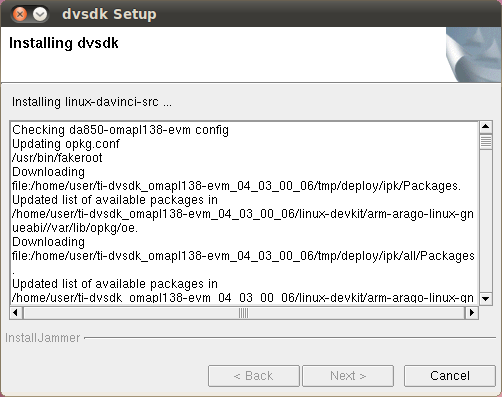 dvsdk Setup
Installing dvsdk
Installing linux-davinci-src ...
Checking da850-omapl138-evm config
Updating opkg.conf
/usr/bin/fakeroot
Downloading
file:/home/user/ti-dvsdk_omapl138-evm_04_03_00_06/tmp/deploy/ipk/Packages.
Updated list of available packages in
/home/user/ti-dvsdk_omapl138-evm_04_03_00_06/linux-devkit/arm-arago-linux-gn
ueabi//var/lib/opkg/oe.
Downloading
file:/home/user/ti-dvsdk_omapl138-evm_04_03_00_06/tmp/deploy/ipk/all/Packages
.
Updated list of available packages in
/home/user/ti-dvsdk_omapl138-evm_04_03_00_06/linux-devkit/arm-arago-linux-gn
InstallJammer
< Back
Next >
Cancel